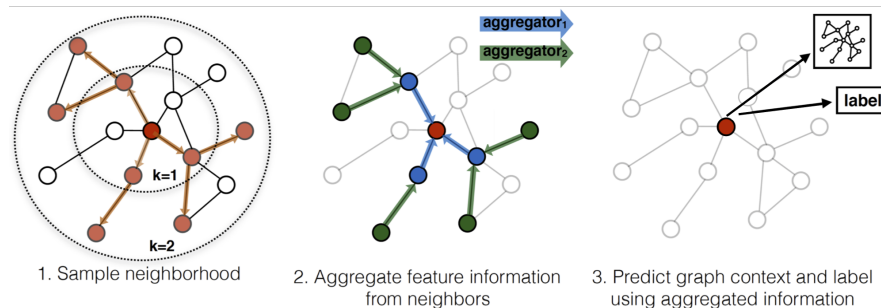 aggregator1
aggregator2
label
k=1
k=2
1. Sample neighborhood
2. Aggregate feature information
from neighbors
3. Predict graph context and label
using aggregated information